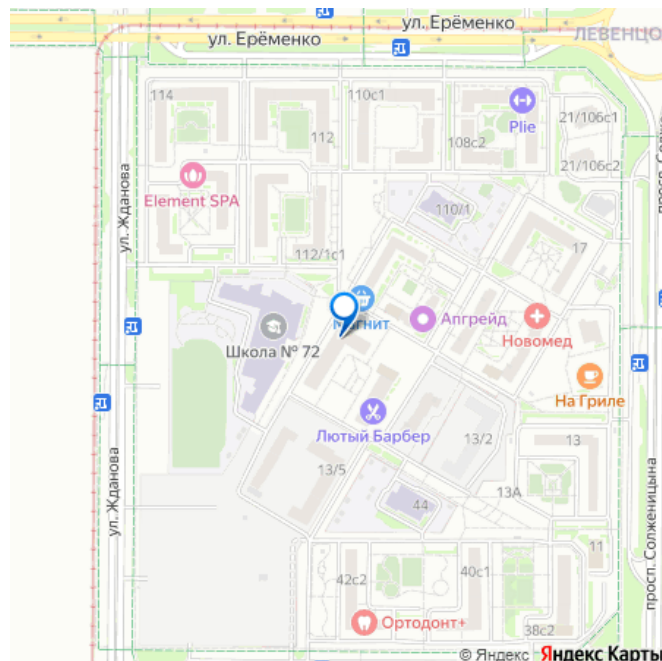 ул. Ерёменко
ул. Ерёменко
ЛЕВЕНЦО
114
110с1
Plie
21/106с1
112
108с2
21/106с2
ул. Жданова
Element SPA
110/1
просп. Солже
112/1с1
17
Магнит
Апгрейд
Новомед
Школа № 72
На Гриле
Лютый Барбер
13/2
13
13/5
13А
ул. Жданова
44
просп. Солженицына
11
42с2
40с1
Ортодонт+
38с2
© Яндекс Яндекс Карты